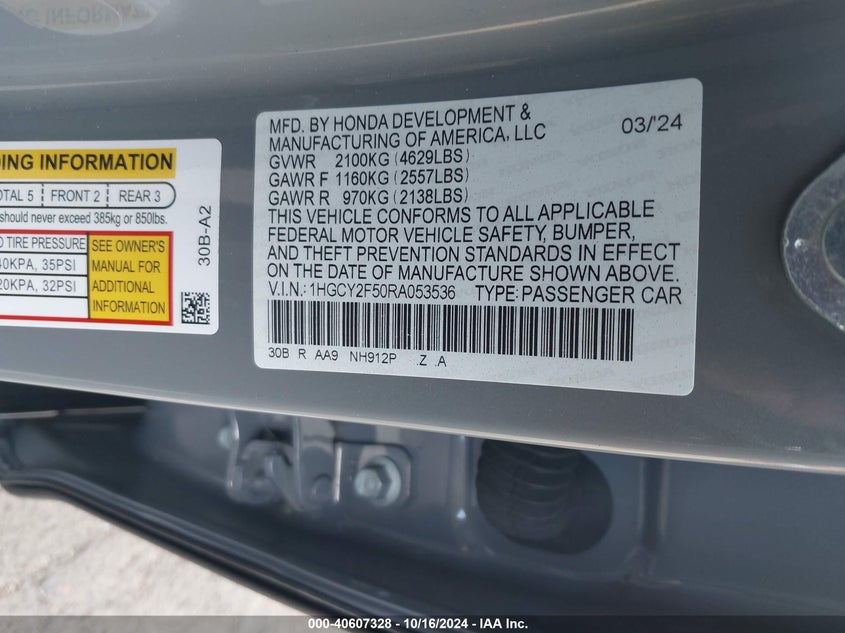 MFD. BY HONDA DEVELOPMENT &
MANUFACTURING OF AMERICA, LLC 03/'24
GVWR 2100KG (4629LBS)
GAWR F 1160KG (2557LBS)
GAWR R 970KG (2138LBS)
THIS VEHICLE CONFORMS TO ALL APPLICABLE
FEDERAL MOTOR VEHICLE SAFETY, BUMPER,
AND THEFT PREVENTION STANDARDS IN EFFECT
ON THE DATE OF MANUFACTURE SHOWN ABOVE.
V.I.N.: 1HGCY2F50RA053536 TYPE: PASSENGER CAR
30B R AA9 NH912P .Z .A
INFORMATION
TOTAL 5 FRONT 2 REAR 3
should never exceed 385kg or 850lbs.
TIRE PRESSURE
35PSI
32PSI
SEE OWNER'S
MANUAL FOR
ADDITIONAL
INFORMATION
30B-A2
000-40607328 - 10/16/2024 - IAA Inc.